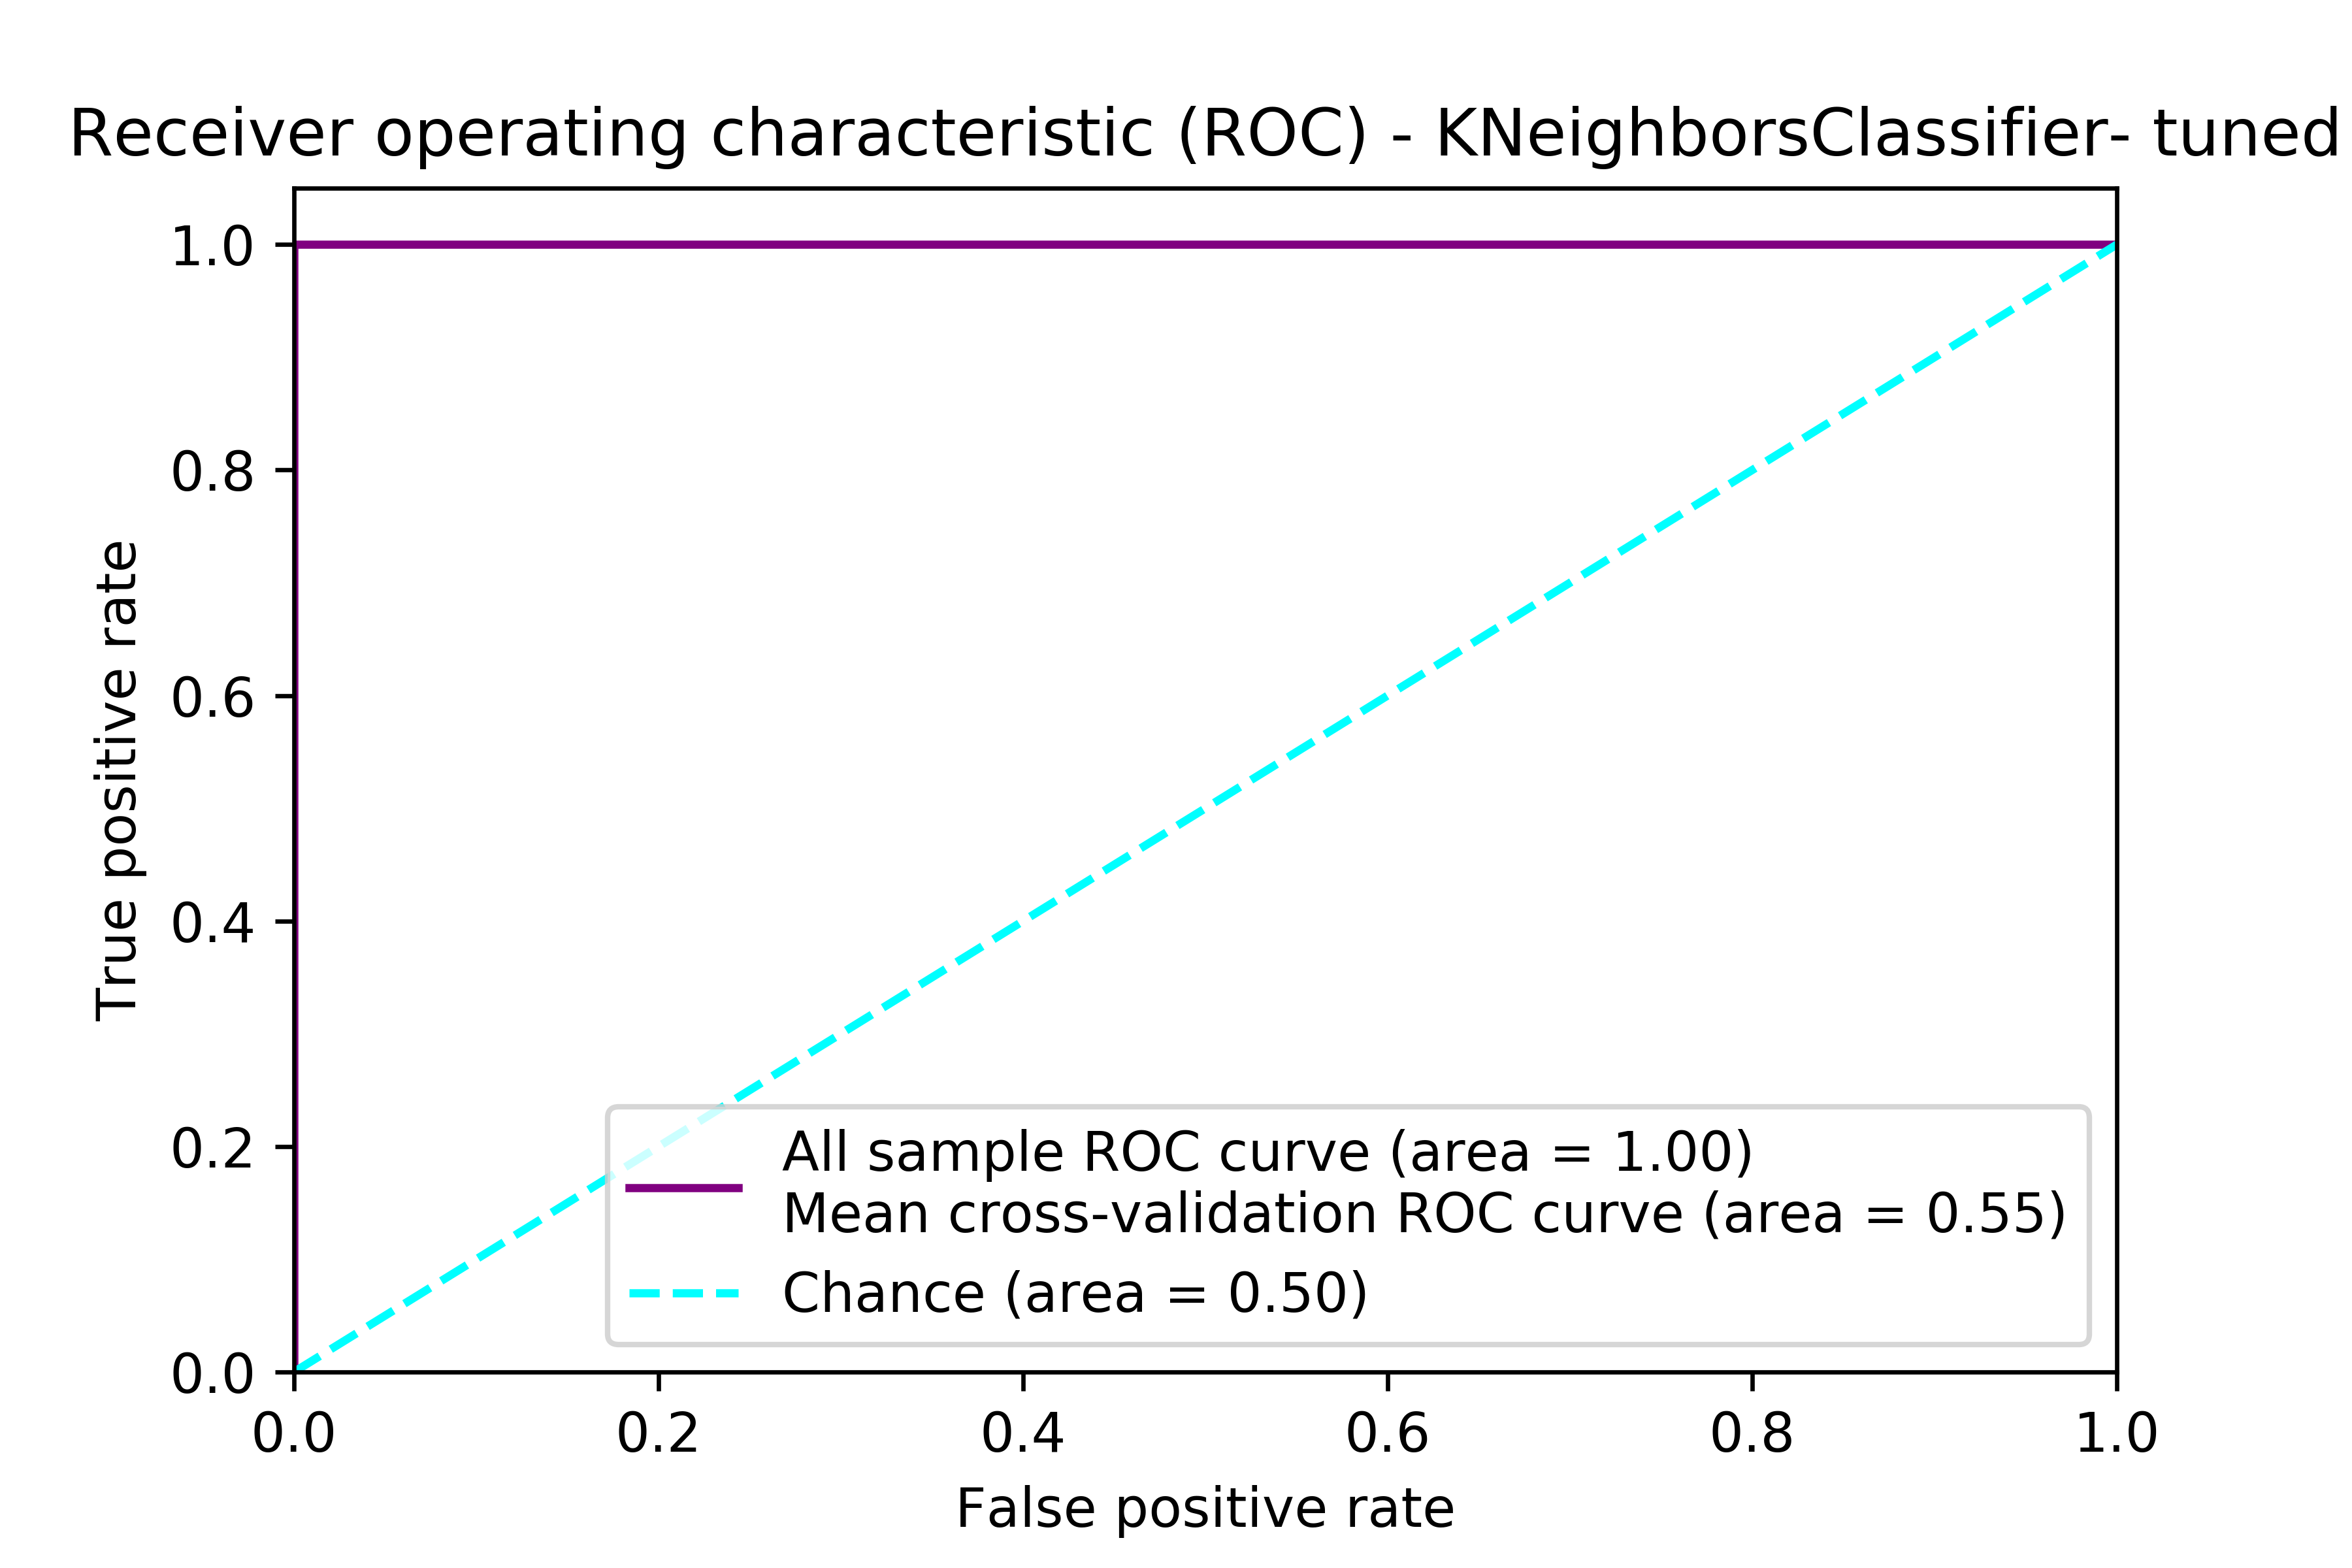 Receiver operating characteristic (ROC) - KNeighborsClassifier- tuned
1.0
0.8
0.6
0.4
0.2
0.0
True positive rate
All sample ROC curve (area = 1.00)
Mean cross-validation ROC curve (area = 0.55)
Chance (area = 0.50)
0.0 0.2 0.4 0.6 0.8 1.0
False positive rate